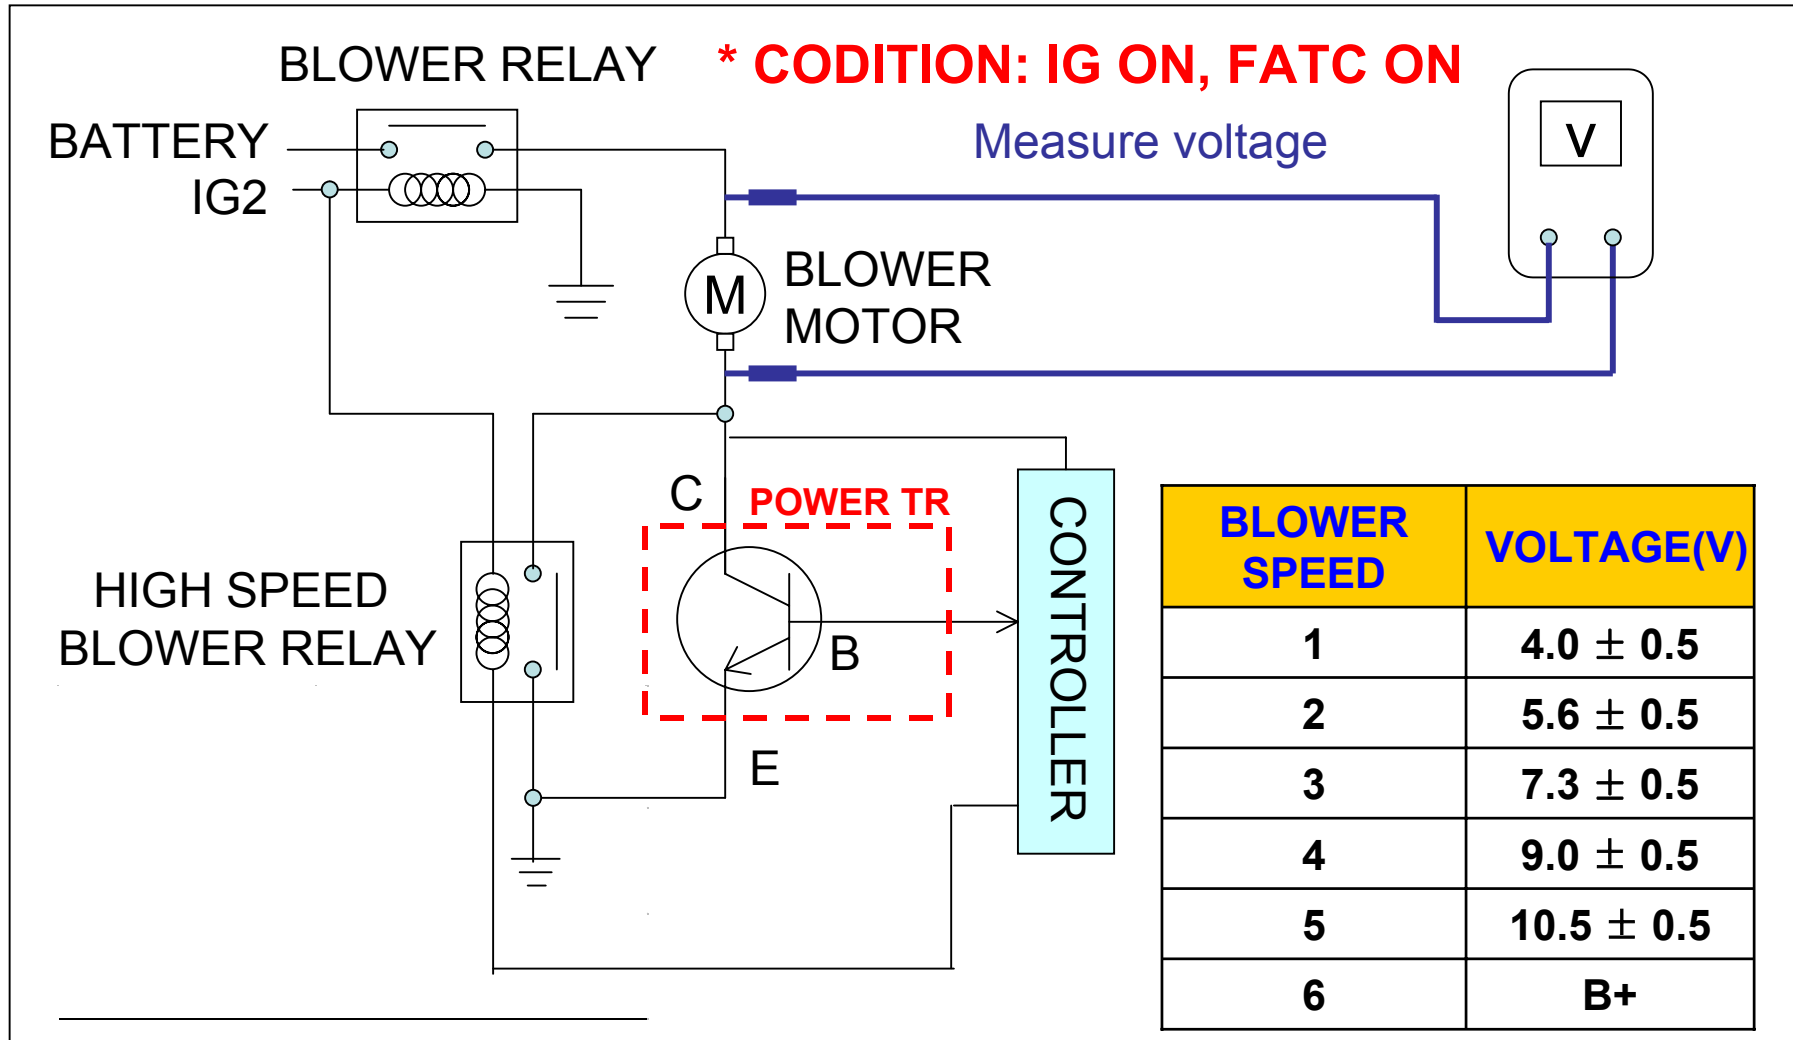 BLOWER RELAY
* CODITION: IG ON, FATC ON
BATTERY
IG2
Measure voltage
V
M
BLOWER
MOTOR
C
POWER TR
B
E
CONTROLLER
HIGH SPEED
BLOWER RELAY
BLOWER
SPEED
VOLTAGE(V)
1 4.0 ± 0.5
2 5.6 ± 0.5
3 7.3 ± 0.5
4 9.0 ± 0.5
5 10.5 ± 0.5
6 B+